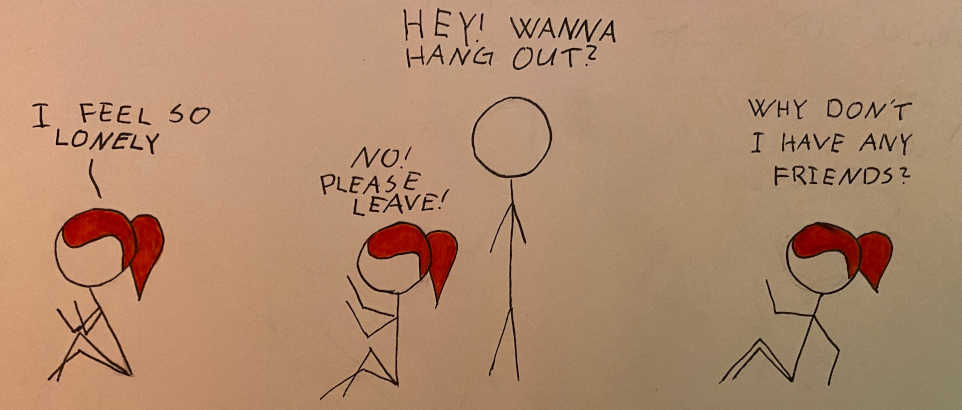 I FEEL SO
LONELY
HEY! WANNA
HANG OUT?
NO!
PLEASE
LEAVE!
WHY DON'T
I HAVE ANY
FRIENDS?